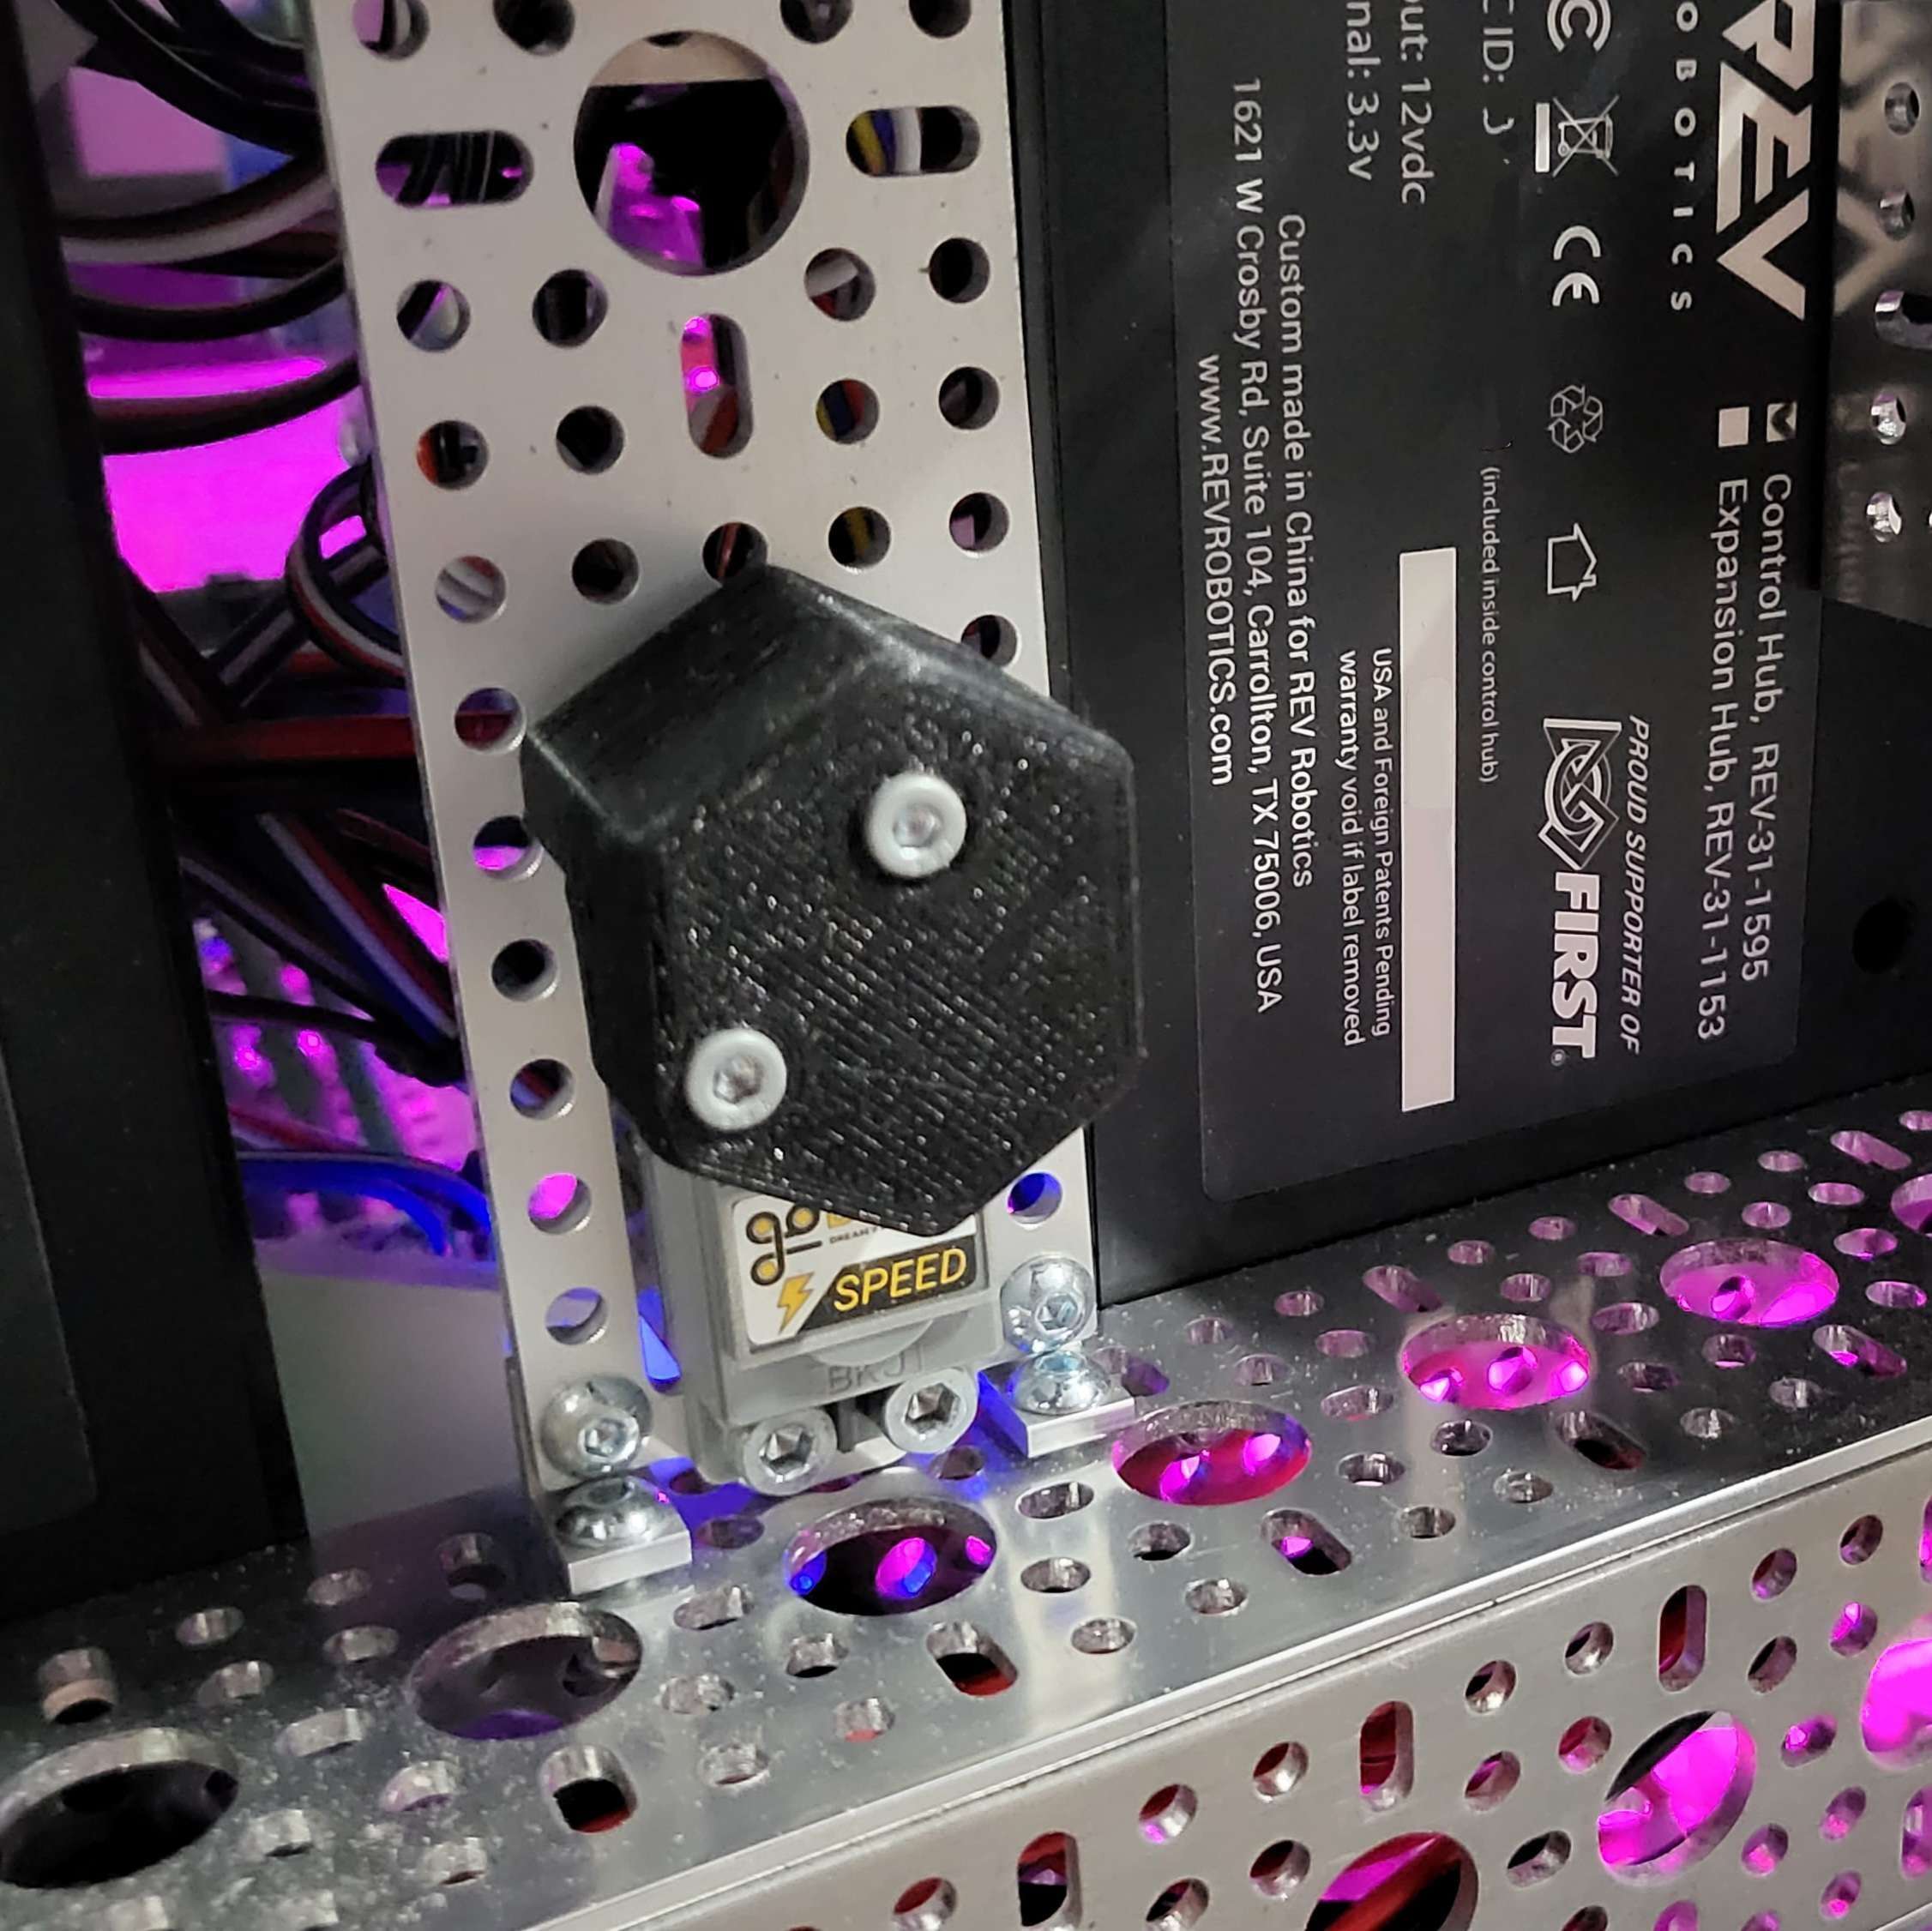 REV
ROBOTICS
Control Hub, REV-31-1595
Expansion Hub, REV-31-1153
PROUD SUPPORTER OF
FIRST®
CE
(included inside control hub)
12vdc
3.3v
USA and Foreign Patents Pending
warranty void if label removed
Custom made in China for REV Robotics
1621 W Crosby Rd, Suite 104, Carrollton, TX 75006, USA
www.REVROBOTICS.com
SPEED